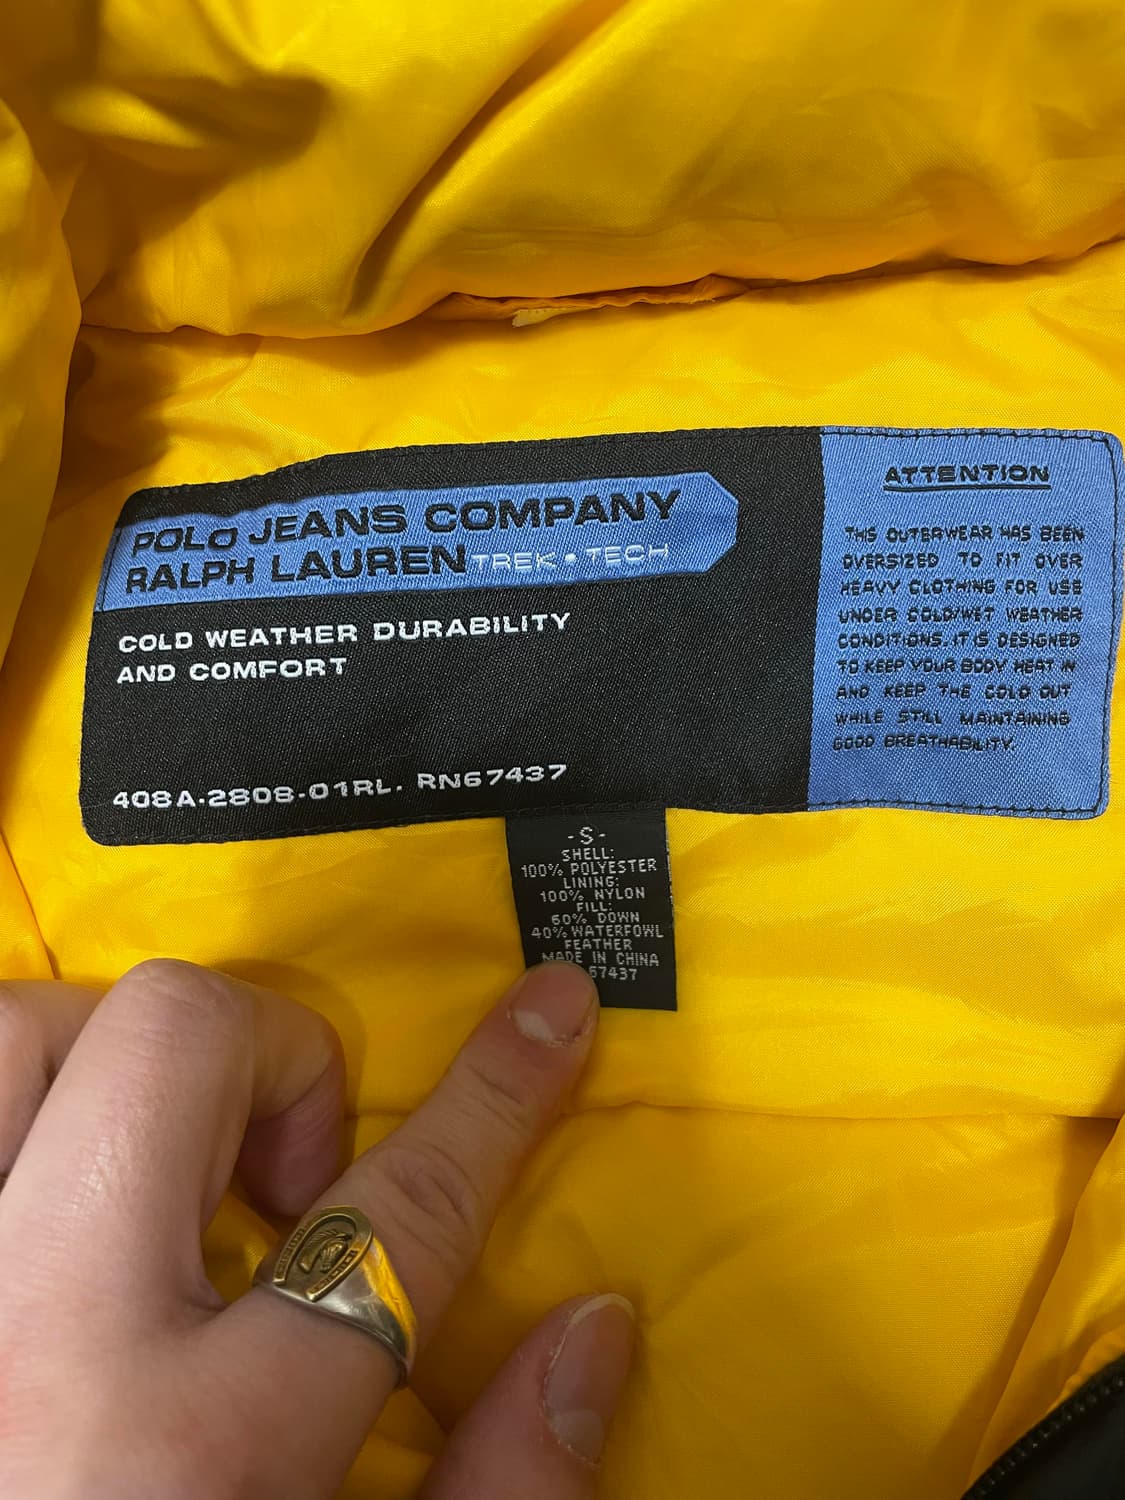 POLO JEANS COMPANY
RALPH LAUREN TREK • TECH
COLD WEATHER DURABILITY
AND COMFORT
408A-2808-01RL. RN67437
ATTENTION
THIS OUTERWEAR HAS BEEN
OVERSIZED TO FIT OVER
HEAVY CLOTHING FOR USE
UNDER COLD/WET WEATHER
CONDITIONS. IT IS DESIGNED
TO KEEP YOUR BODY HEAT IN
AND KEEP THE COLD OUT
WHILE STILL MAINTAINING
GOOD BREATHABILITY.
-S-
SHELL:
100% POLYESTER
LINING:
100% NYLON
FILL:
60% DOWN
40% WATERFOWL
FEATHER
MADE IN CHINA
67437